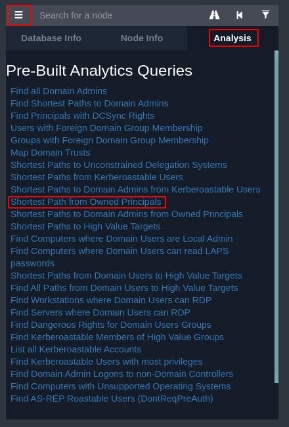 Search for a node
Database Info Node Info Analysis
Pre-Built Analytics Queries
Find all Domain Admins
Find Shortest Paths to Domain Admins
Find Principals with DCSync Rights
Users with Foreign Domain Group Membership
Groups with Foreign Domain Group Membership
Map Domain Trusts
Shortest Paths to Unconstrained Delegation Systems
Shortest Paths from Kerberoastable Users
Shortest Paths to Domain Admins from Kerberoastable Users
Shortest Path from Owned Principals
Shortest Paths to Domain Admins from Owned Principals
Shortest Paths to High Value Targets
Find Computers where Domain Users are Local Admin
Find Computers where Domain Users can read LAPS
passwords
Shortest Paths from Domain Users to High Value Targets
Find All Paths from Domain Users to High Value Targets
Find Workstations where Domain Users can RDP
Find Servers where Domain Users can RDP
Find Dangerous Rights for Domain Users Groups
Find Kerberoastable Members of High Value Groups
List all Kerberoastable Accounts
Find Kerberoastable Users with most privileges
Find Domain Admin Logons to non-Domain Controllers
Find Computers with Unsupported Operating Systems
Find AS-REP Roastable Users (DontReqPreAuth)